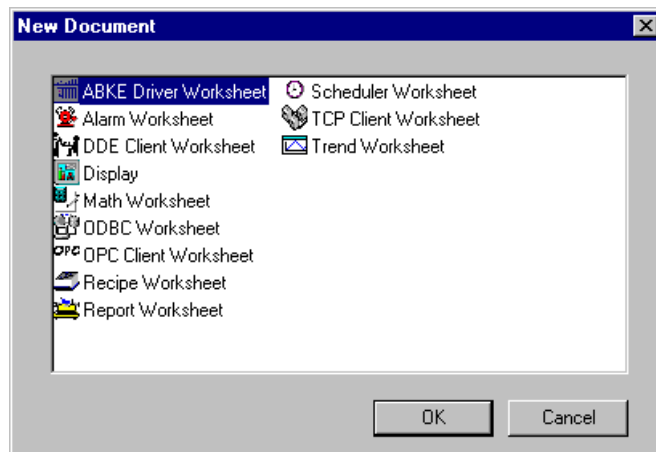 New Document
ABKE Driver Worksheet
Alarm Worksheet
DDE Client Worksheet
Display
Math Worksheet
ODBC Worksheet
OPC OPC Client Worksheet
Recipe Worksheet
Report Worksheet
Scheduler Worksheet
TCP Client Worksheet
Trend Worksheet
OK Cancel